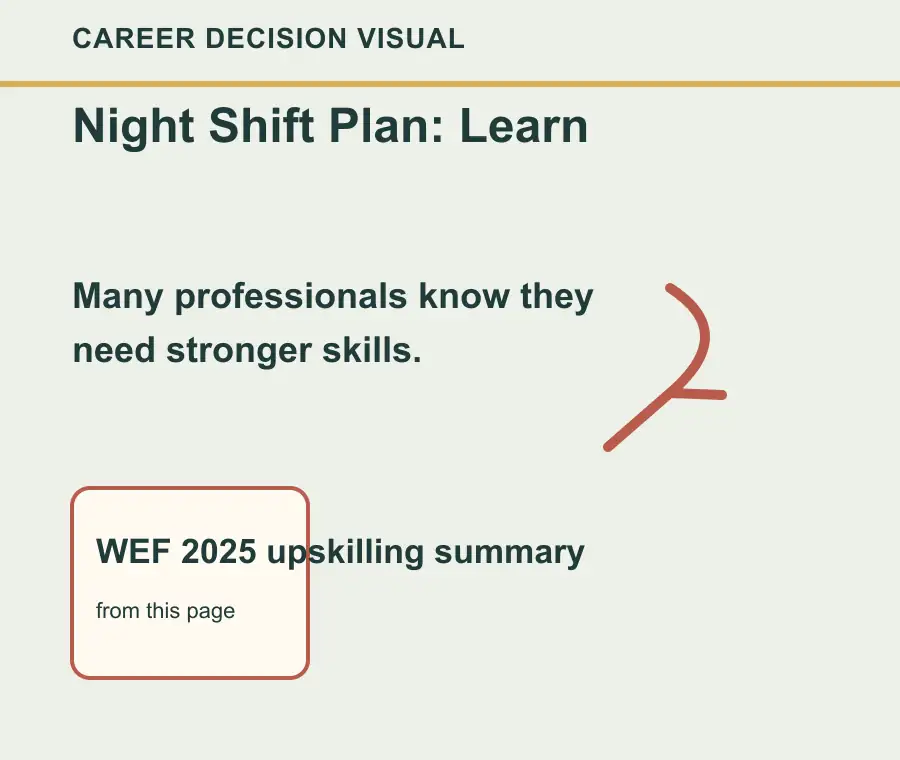 CAREER DECISION VISUAL
Night Shift Plan: Learn
Many professionals know they
need stronger skills.
WEF 2025 upskilling summary
from this page